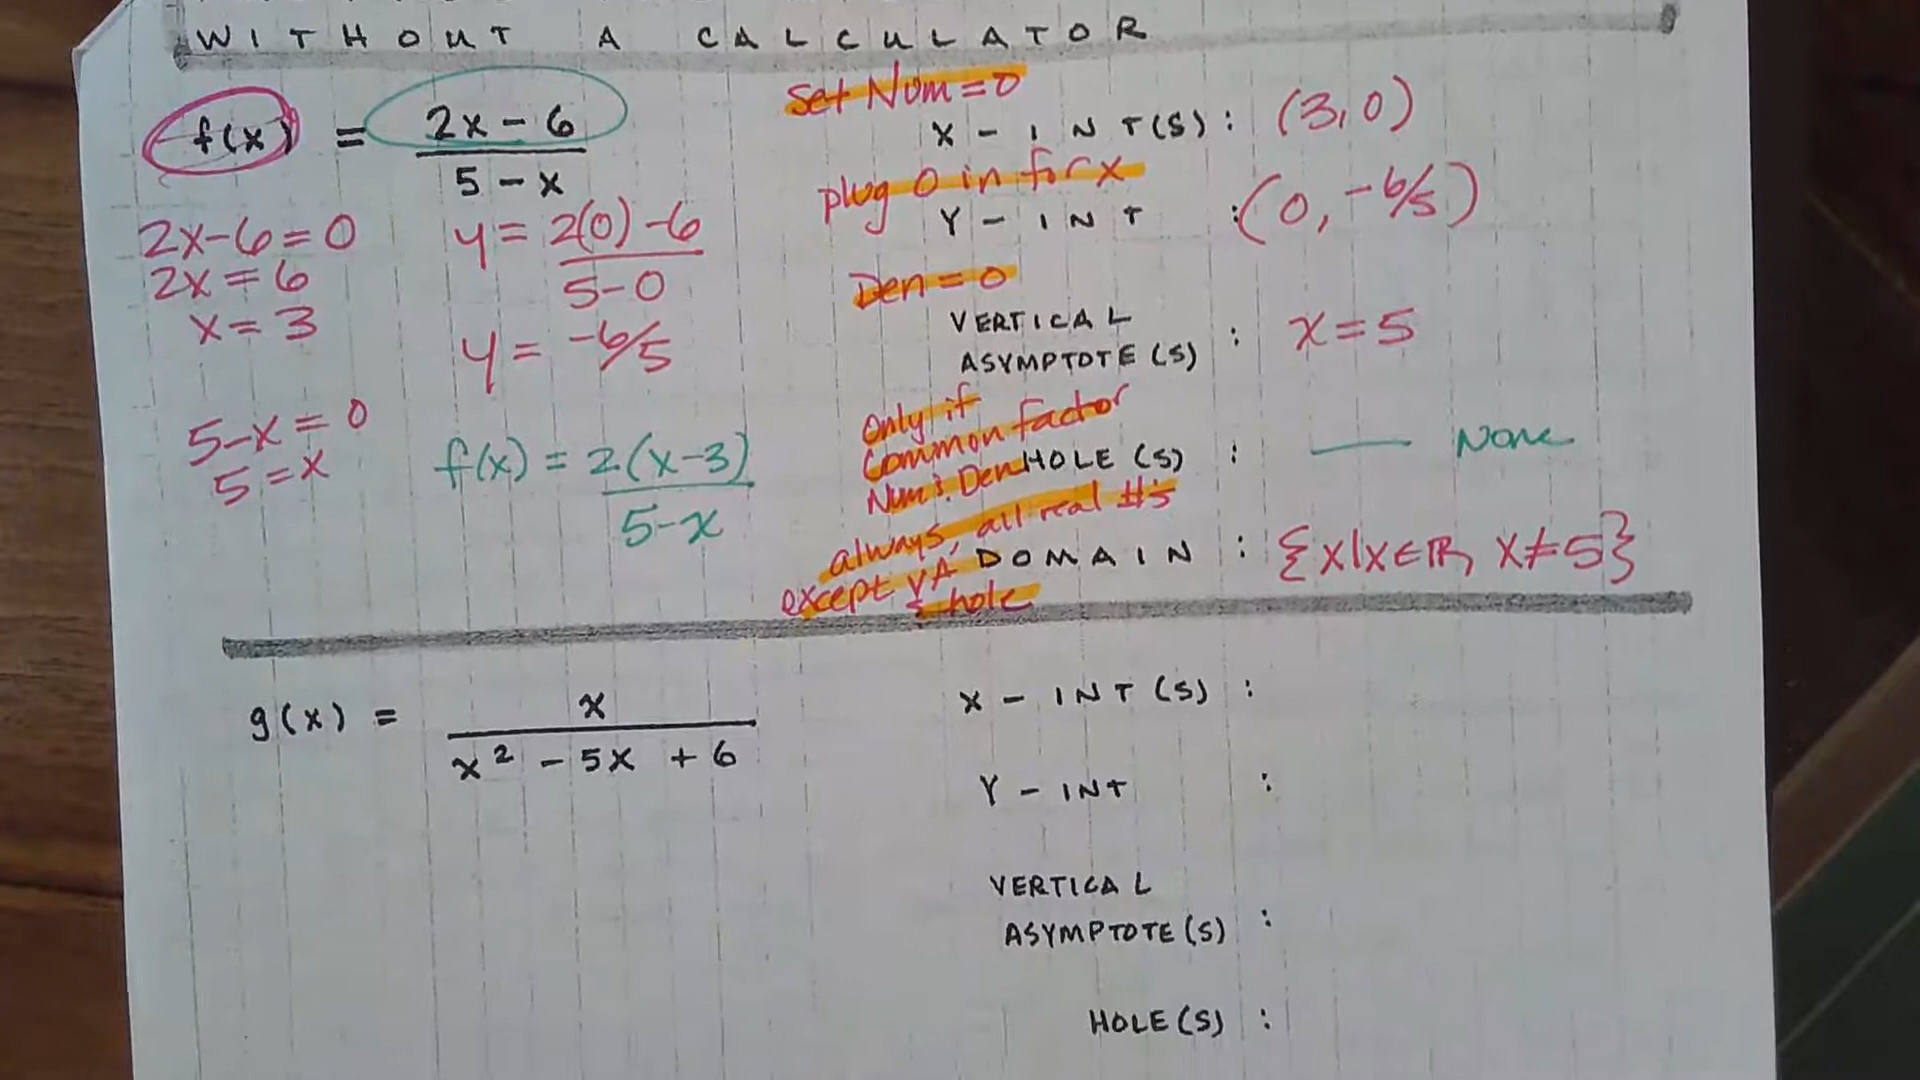 WITHOUT A CALCULATOR
f(x) = 2x - 6
5 - x
2x-6=0
2x=6
x=3
y = 2(0)-6
5-0
y = -6/5
5-x=0
5=x
f(x) = 2(x-3)
5-x
Set Num=0
X-INT(S): (3,0)
plug 0 in for x
Y-INT :(0, -6/5)
Den=0
VERTICAL
ASYMPTOTE(S) : x=5
Only if
Common factor
Num & Den HOLE(S) : — None
always, all real #'s
DOMAIN : {x|x∈ℝ, x≠5}
except VA
& hole
g(x) = x
x² - 5x + 6
X-INT(S) :
Y-INT :
VERTICAL
ASYMPTOTE(S) :
HOLE(S) :